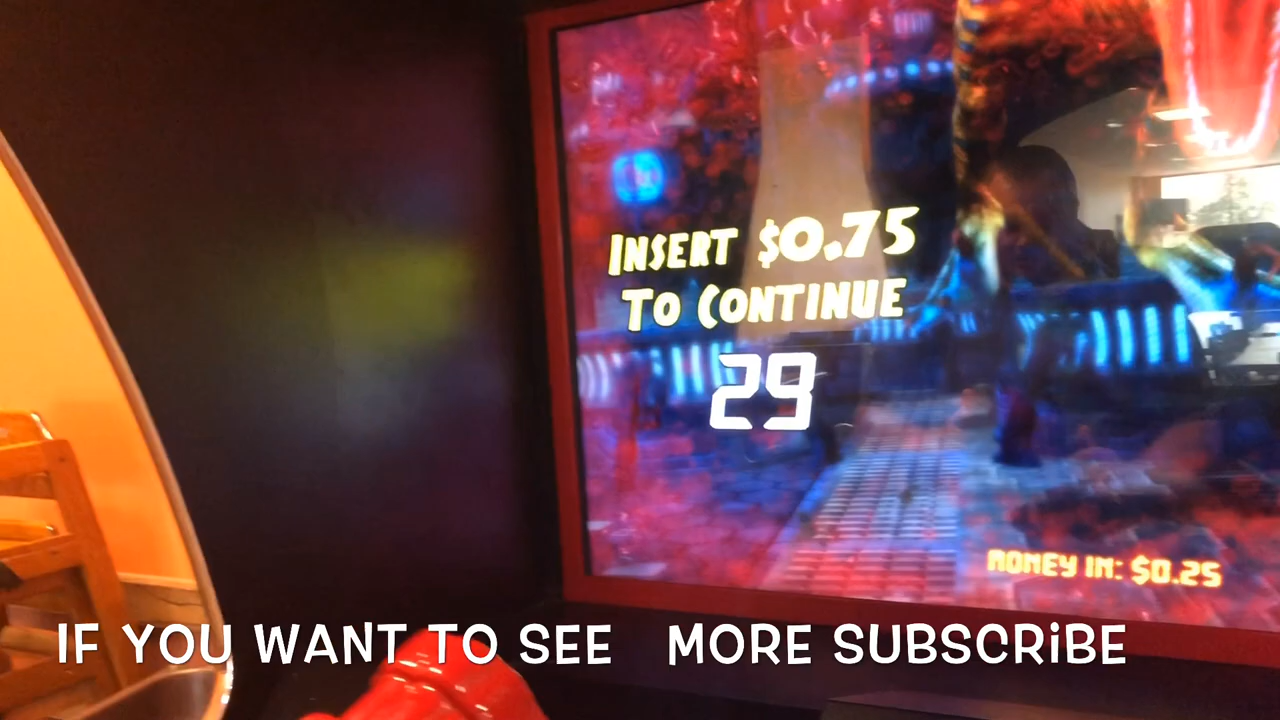 INSERT $0.75
TO CONTINUE
29
MONEY IN: $0.25
IF YOU WANT TO SEE MORE SUBSCRiBE